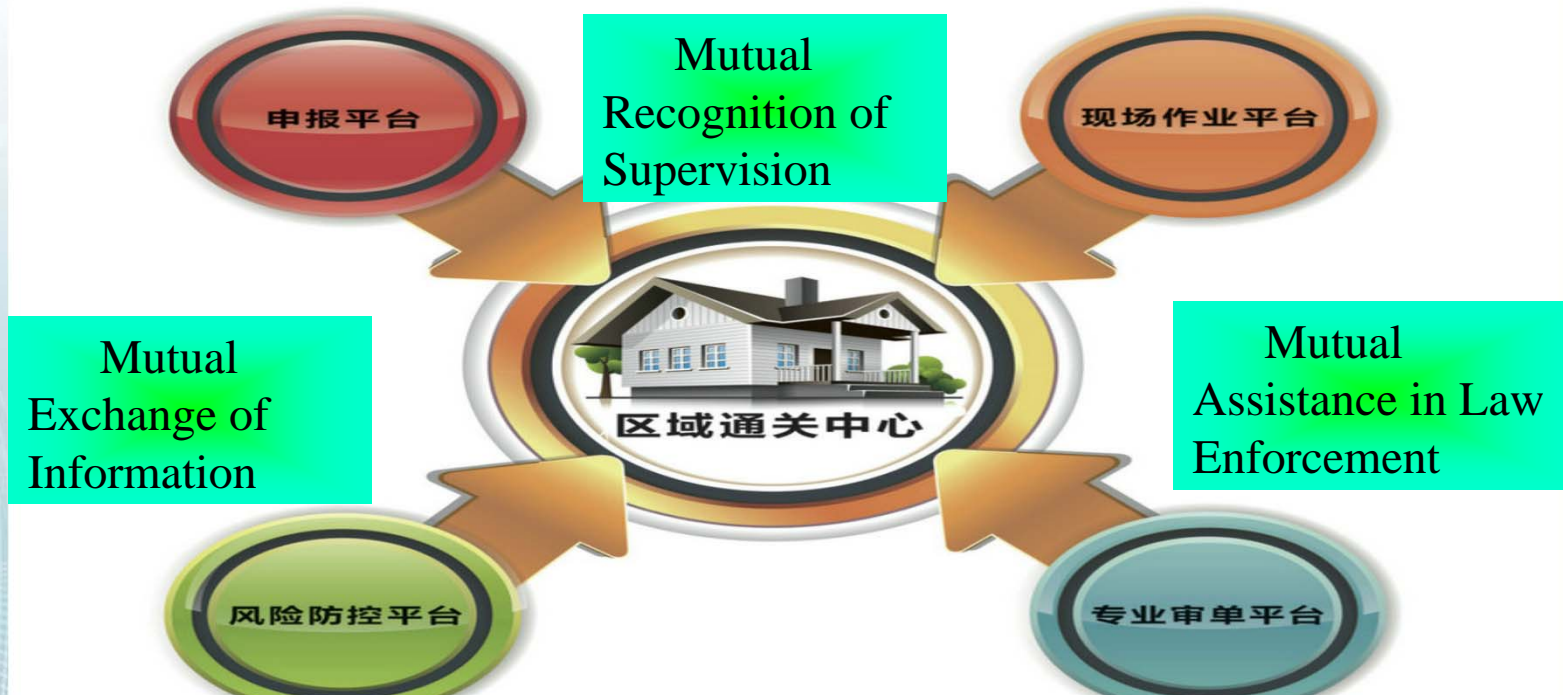 申报平台
Mutual
Recognition of
Supervision
现场作业平台
Mutual
Exchange of
Information
区域通关中心
Mutual
Assistance in Law
Enforcement
风险防控平台
专业审单平台